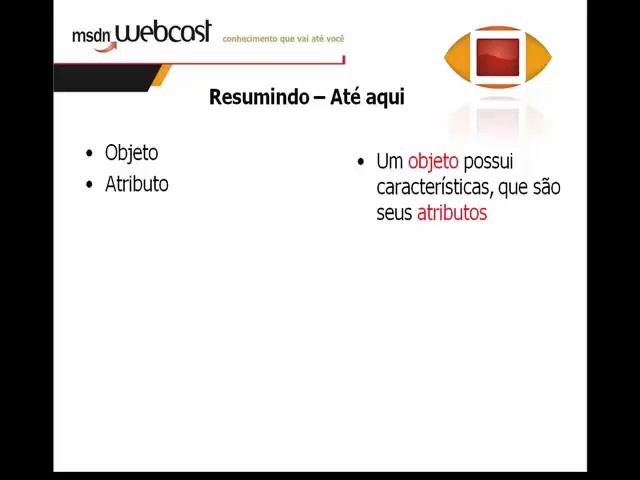 msdn webcast conhecimento que vai até você
Resumindo – Até aqui
• Objeto
• Atributo
• Um objeto possui
características, que são
seus atributos